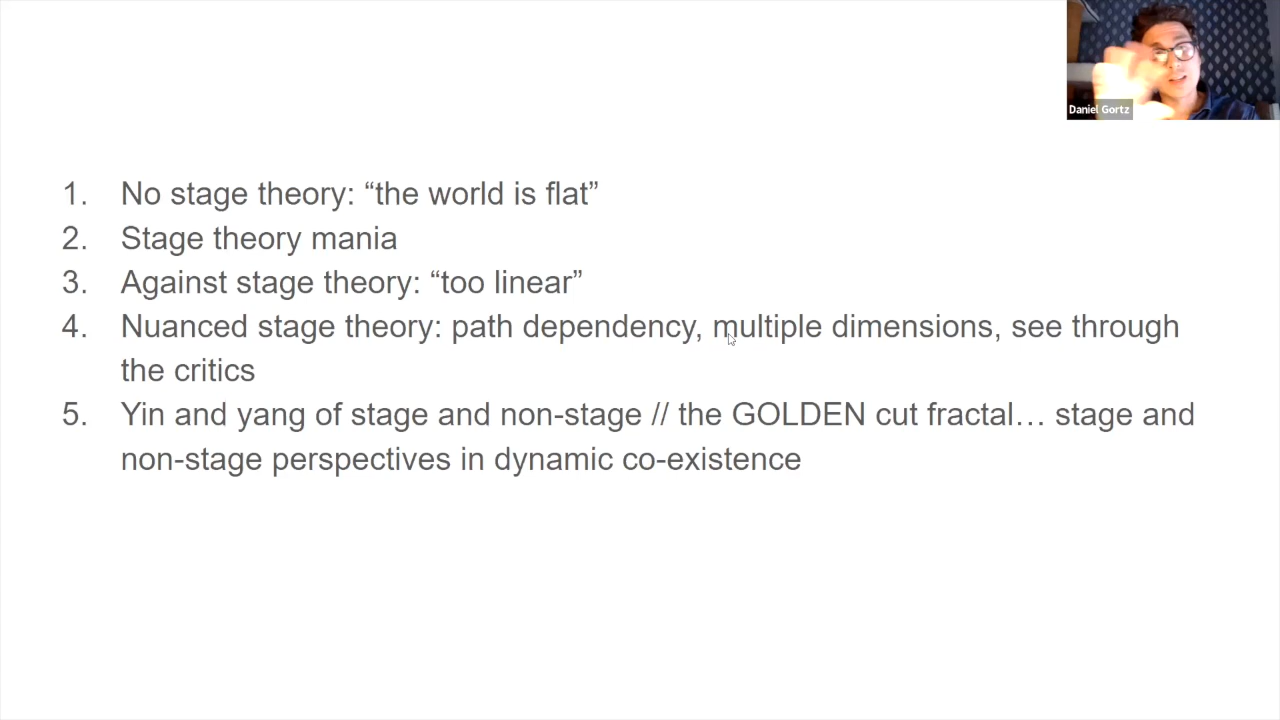 Daniel Gortz
1. No stage theory: “the world is flat”
2. Stage theory mania
3. Against stage theory: “too linear”
4. Nuanced stage theory: path dependency, multiple dimensions, see through
the critics
5. Yin and yang of stage and non-stage // the GOLDEN cut fractal… stage and
non-stage perspectives in dynamic co-existence